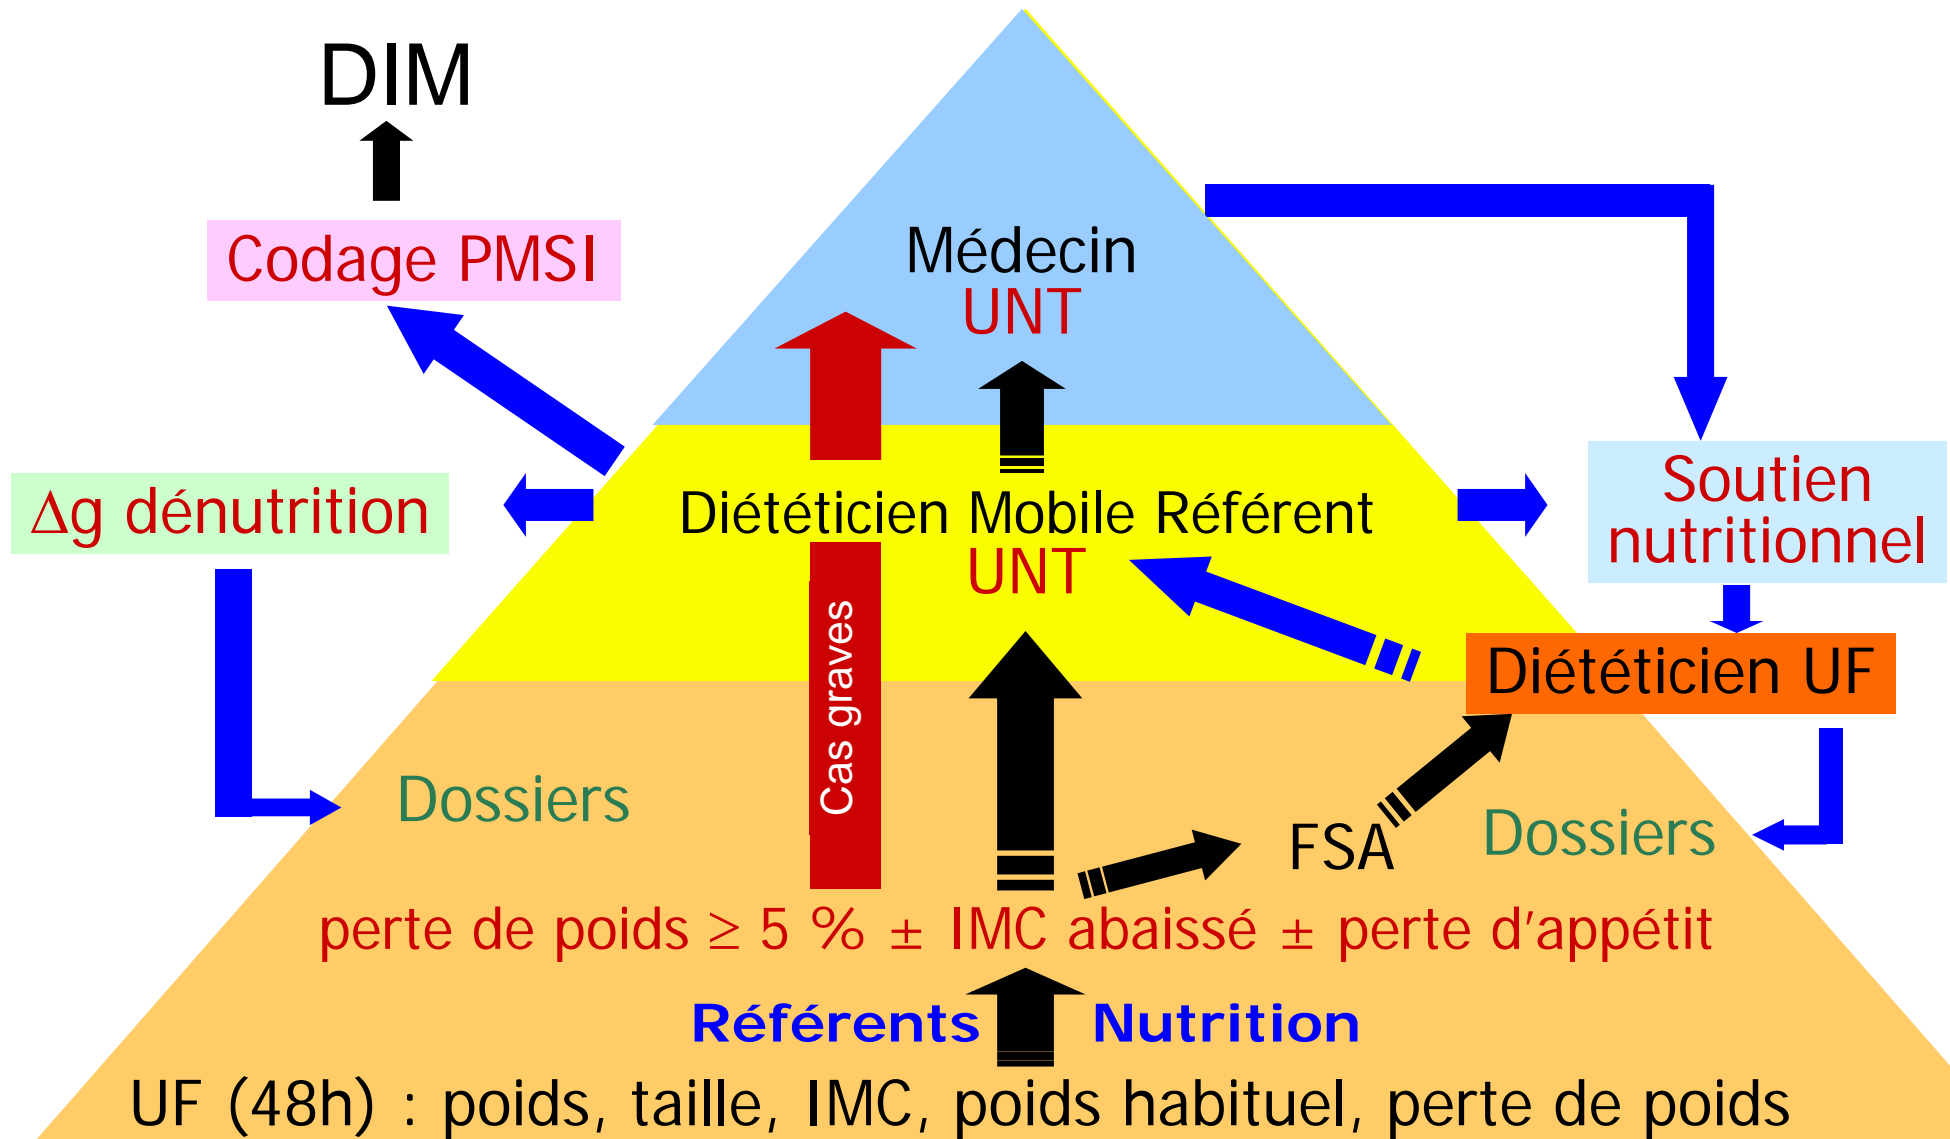 DIM
Codage PMSI
Médecin
UNT
Δg dénutrition
Diététicien Mobile Référent
UNT
Soutien
nutritionnel
Cas graves
Diététicien UF
Dossiers
FSA
Dossiers
perte de poids ≥ 5 % ± IMC abaissé ± perte d'appétit
Référents Nutrition
UF (48h) : poids, taille, IMC, poids habituel, perte de poids